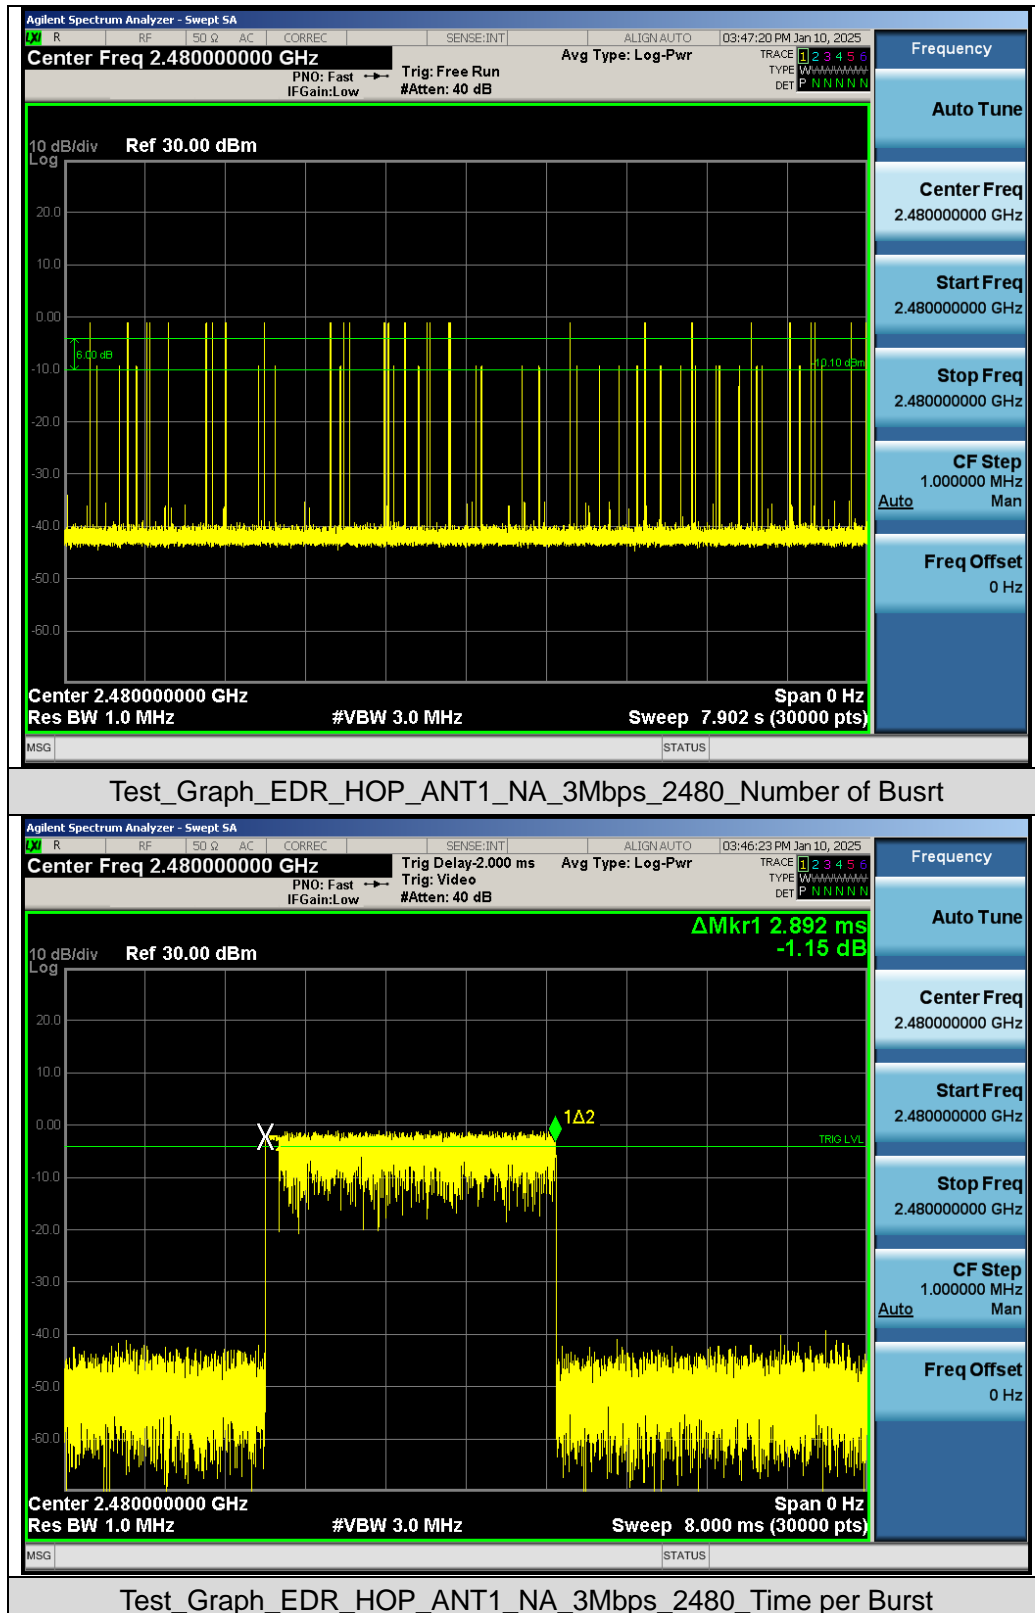 Agilent Spectrum Analyzer - Swept SA
LXI R RF 50 Ω AC CORREC SENSE:INT ALIGN AUTO 03:47:20 PM Jan 10, 2025
Center Freq 2.480000000 GHz Avg Type: Log-Pwr TRACE 1 2 3 4 5 6
PNO: Fast Trig: Free Run TYPE W
IFGain:Low #Atten: 40 dB DET P N N N N N
Frequency
Auto Tune
Center Freq
2.480000000 GHz
Start Freq
2.480000000 GHz
Stop Freq
2.480000000 GHz
CF Step
1.000000 MHz
Auto Man
Freq Offset
0 Hz
10 dB/div Ref 30.00 dBm
Log
20.0
10.0
0.00
6.00 dB
-10.10 dBm
-10.0
-20.0
-30.0
-40.0
-50.0
-60.0
Center 2.480000000 GHz Span 0 Hz
Res BW 1.0 MHz #VBW 3.0 MHz Sweep 7.902 s (30000 pts)
MSG STATUS
Test_Graph_EDR_HOP_ANT1_NA_3Mbps_2480_Number of Busrt
Agilent Spectrum Analyzer - Swept SA
LXI R RF 50 Ω AC CORREC SENSE:INT ALIGN AUTO 03:46:23 PM Jan 10, 2025
Center Freq 2.480000000 GHz Trig Delay-2.000 ms Avg Type: Log-Pwr TRACE 1 2 3 4 5 6
PNO: Fast Trig: Video TYPE W
IFGain:Low #Atten: 40 dB DET P N N N N N
Frequency
Auto Tune
Center Freq
2.480000000 GHz
Start Freq
2.480000000 GHz
Stop Freq
2.480000000 GHz
CF Step
1.000000 MHz
Auto Man
Freq Offset
0 Hz
ΔMkr1 2.892 ms
-1.15 dB
10 dB/div Ref 30.00 dBm
Log
20.0
10.0
1Δ2
0.00
TRIG LVL
-10.0
-20.0
-30.0
-40.0
-50.0
-60.0
Center 2.480000000 GHz Span 0 Hz
Res BW 1.0 MHz #VBW 3.0 MHz Sweep 8.000 ms (30000 pts)
MSG STATUS
Test_Graph_EDR_HOP_ANT1_NA_3Mbps_2480_Time per Burst